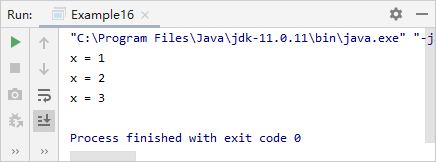 Run: Example16
"C:\Program Files\Java\jdk-11.0.11\bin\java.exe" "-j
x = 1
x = 2
x = 3
Process finished with exit code 0